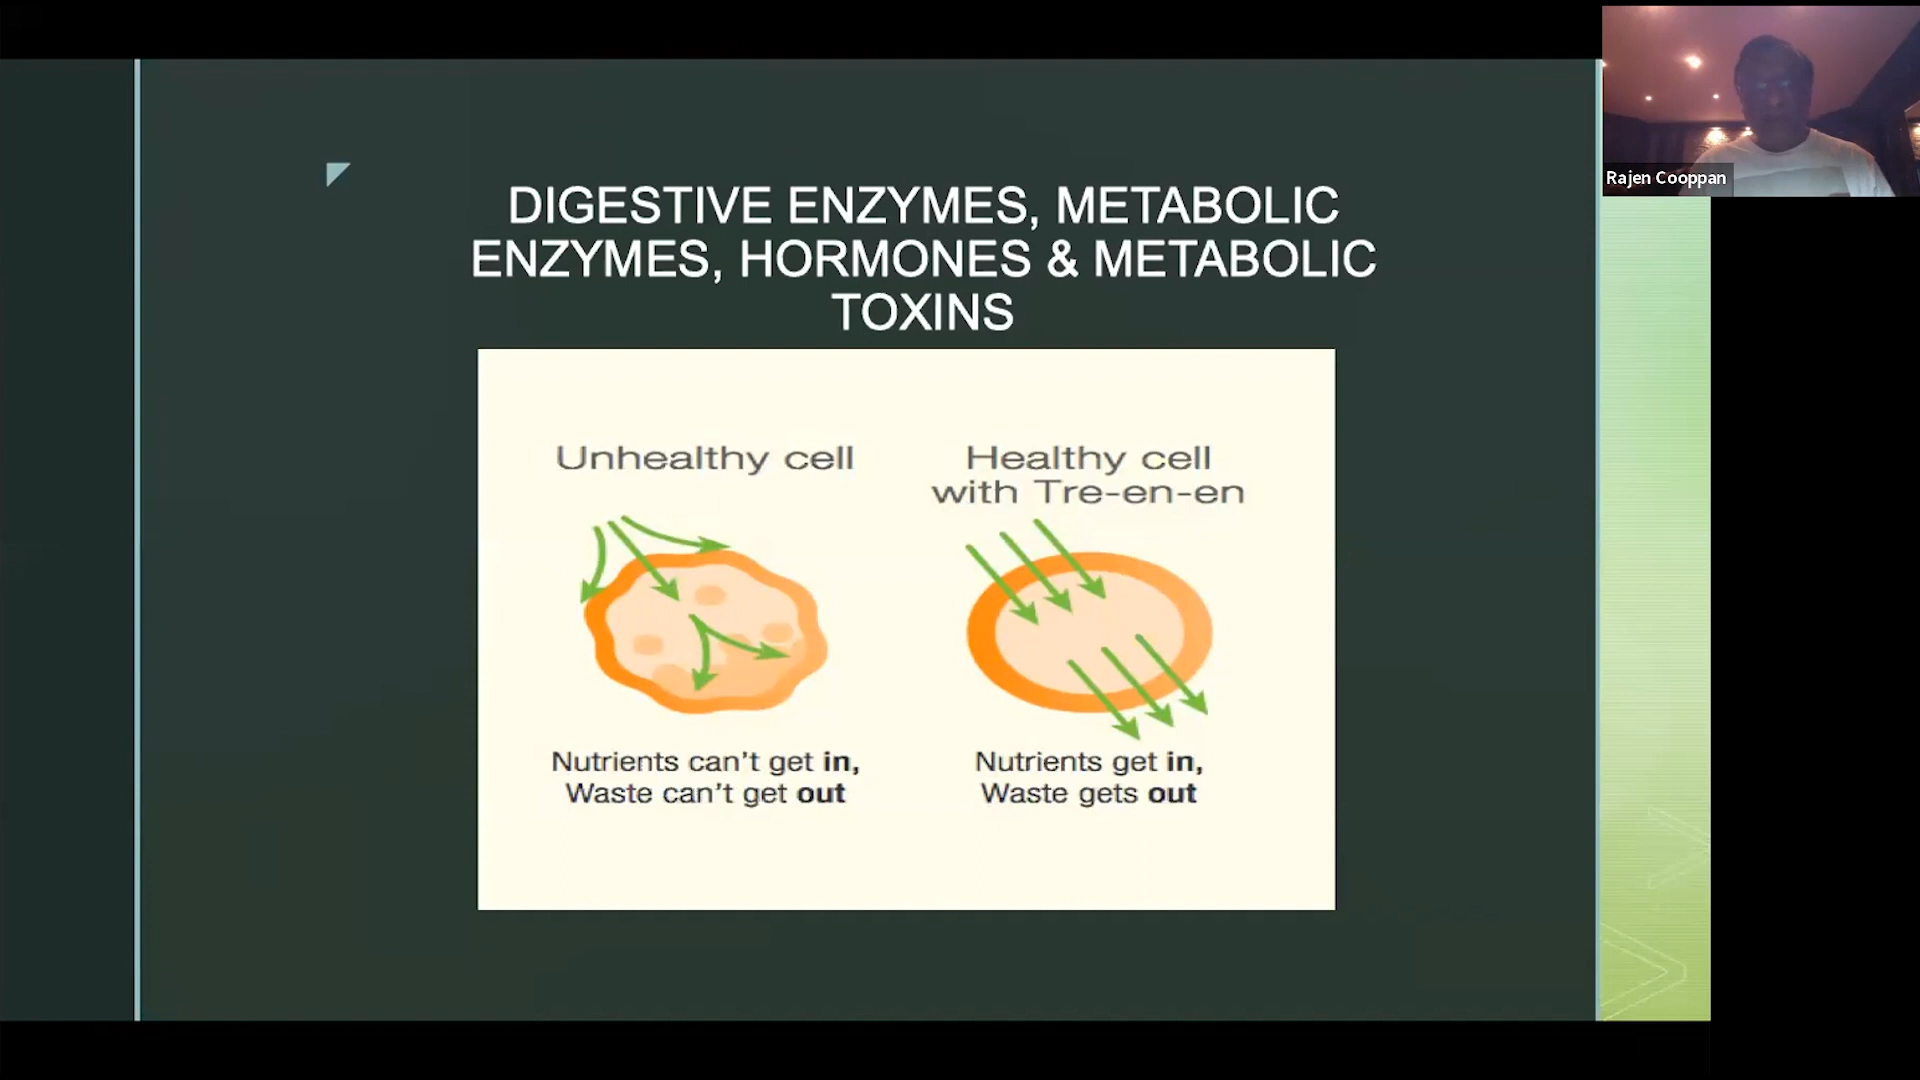 Rajen Cooppan
DIGESTIVE ENZYMES, METABOLIC
ENZYMES, HORMONES & METABOLIC
TOXINS
Unhealthy cell
Nutrients can't get in,
Waste can't get out
Healthy cell
with Tre-en-en
Nutrients get in,
Waste gets out